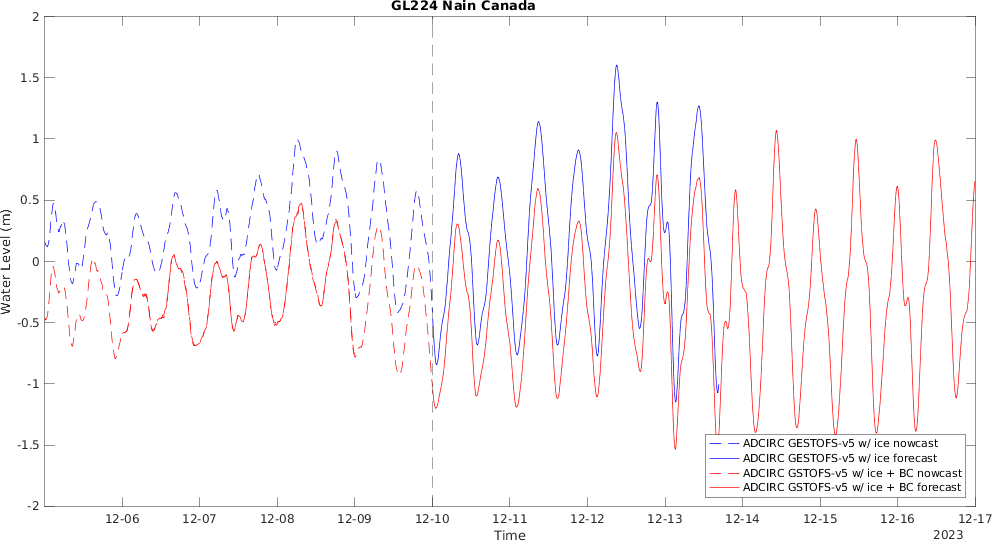 GL224 Nain Canada
2
1.5
1
0.5
0
-0.5
-1
-1.5
-2
Water Level (m)
ADCIRC GESTOFS-v5 w/ ice nowcast
ADCIRC GESTOFS-v5 w/ ice forecast
ADCIRC GSTOFS-v5 w/ ice + BC nowcast
ADCIRC GSTOFS-v5 w/ ice + BC forecast
12-06 12-07 12-08 12-09 12-10 12-11 12-12 12-13 12-14 12-15 12-16 12-17
Time
2023